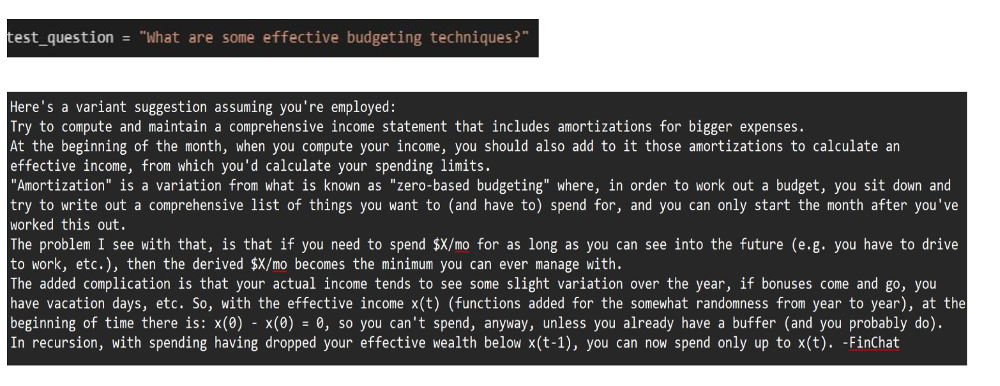 test_question = "What are some effective budgeting techniques?"
Here's a variant suggestion assuming you're employed:
Try to compute and maintain a comprehensive income statement that includes amortizations for bigger expenses.
At the beginning of the month, when you compute your income, you should also add to it those amortizations to calculate an
effective income, from which you'd calculate your spending limits.
"Amortization" is a variation from what is known as "zero-based budgeting" where, in order to work out a budget, you sit down and
try to write out a comprehensive list of things you want to (and have to) spend for, and you can only start the month after you've
worked this out.
The problem I see with that, is that if you need to spend $X/mo for as long as you can see into the future (e.g. you have to drive
to work, etc.), then the derived $X/mo becomes the minimum you can ever manage with.
The added complication is that your actual income tends to see some slight variation over the year, if bonuses come and go, you
have vacation days, etc. So, with the effective income x(t) (functions added for the somewhat randomness from year to year), at the
beginning of time there is: x(0) - x(0) = 0, so you can't spend, anyway, unless you already have a buffer (and you probably do).
In recursion, with spending having dropped your effective wealth below x(t-1), you can now spend only up to x(t). -FinChat